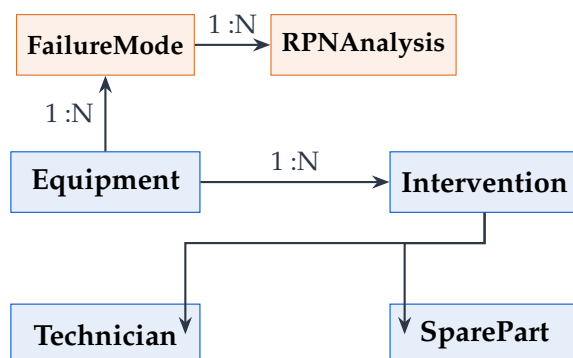 1 :N
FailureMode
RPNAnalysis
1 :N
1 :N
Equipment
Intervention
Technician
SparePart